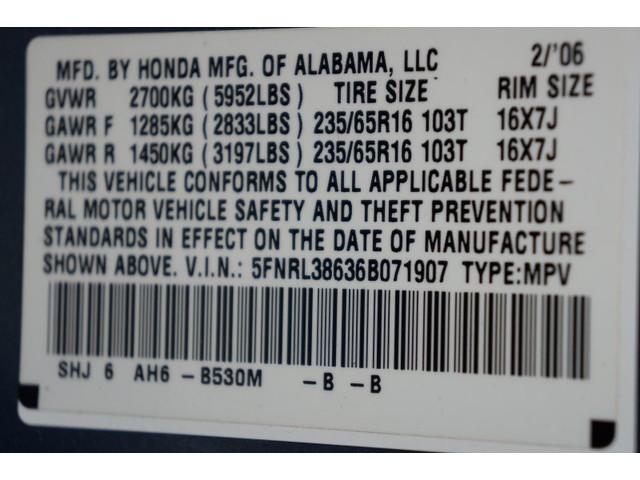 MFD. BY HONDA MFG. OF ALABAMA, LLC 2/'06
GVWR 2700KG (5952LBS) TIRE SIZE RIM SIZE
GAWR F 1285KG (2833LBS) 235/65R16 103T 16X7J
GAWR R 1450KG (3197LBS) 235/65R16 103T 16X7J
THIS VEHICLE CONFORMS TO ALL APPLICABLE FEDE-
RAL MOTOR VEHICLE SAFETY AND THEFT PREVENTION
STANDARDS IN EFFECT ON THE DATE OF MANUFACTURE
SHOWN ABOVE. V.I.N.: 5FNRL38636B071907 TYPE:MPV
SHJ 6 AH6 -B530M -B -B